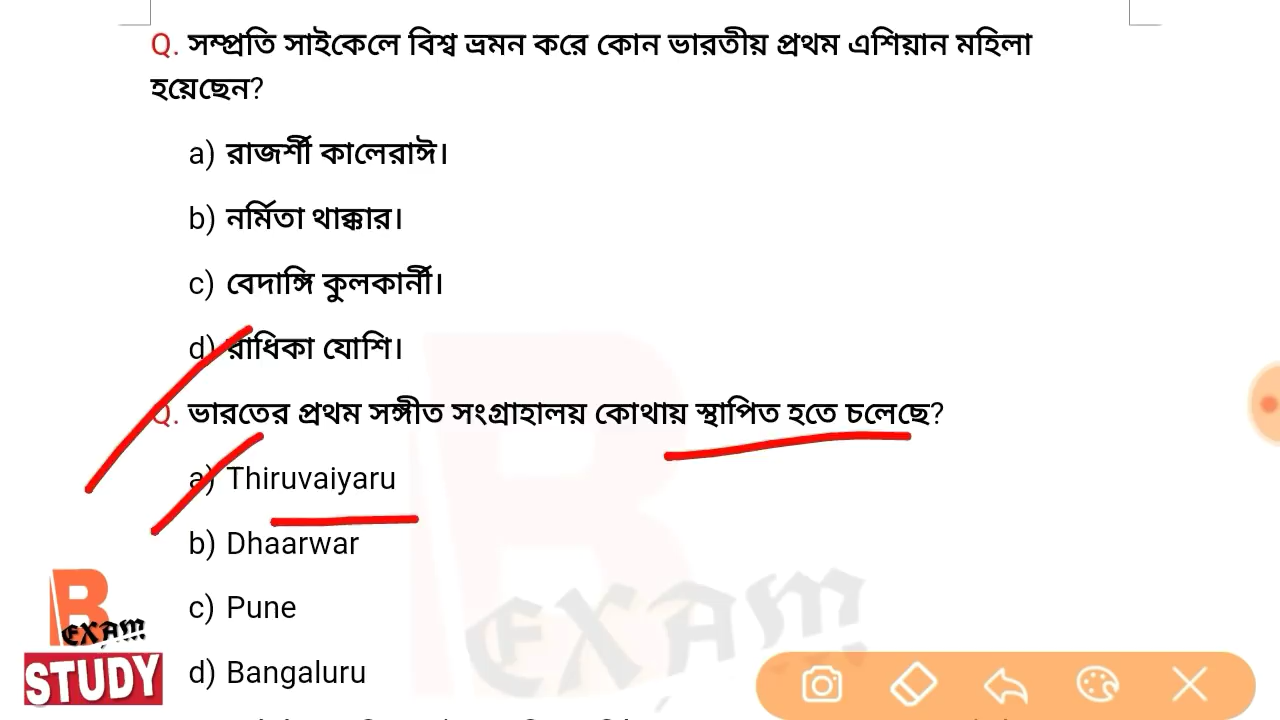 Q. সম্প্রতি সাইকেলে বিশ্ব ভ্রমন করে কোন ভারতীয় প্রথম এশিয়ান মহিলা
হয়েছেন?
a) রাজর্শী কালেরাঈ।
b) নর্মিতা থাক্কার।
c) বেদাঙ্গি কুলকার্নী।
d) রাধিকা যোশি।
Q. ভারতের প্রথম সঙ্গীত সংগ্রাহালয় কোথায় স্থাপিত হতে চলেছে?
a) Thiruvaiyaru
b) Dhaarwar
c) Pune
d) Bangaluru
B EXAM
STUDY
B EXAM